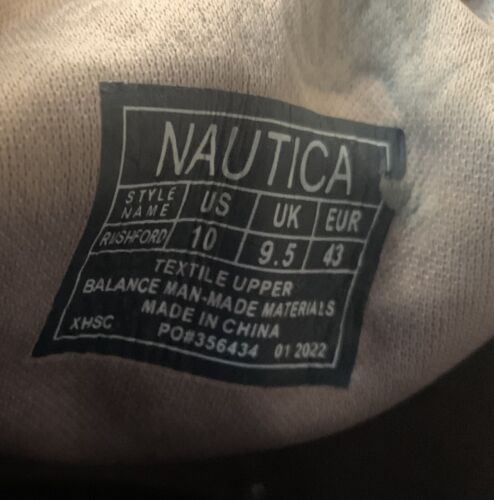 NAUTICA
STYLE NAME US UK EUR
RUSHFORD 10 9.5 43
TEXTILE UPPER
BALANCE MAN-MADE MATERIALS
MADE IN CHINA
XHSC PO#356434 01 2022